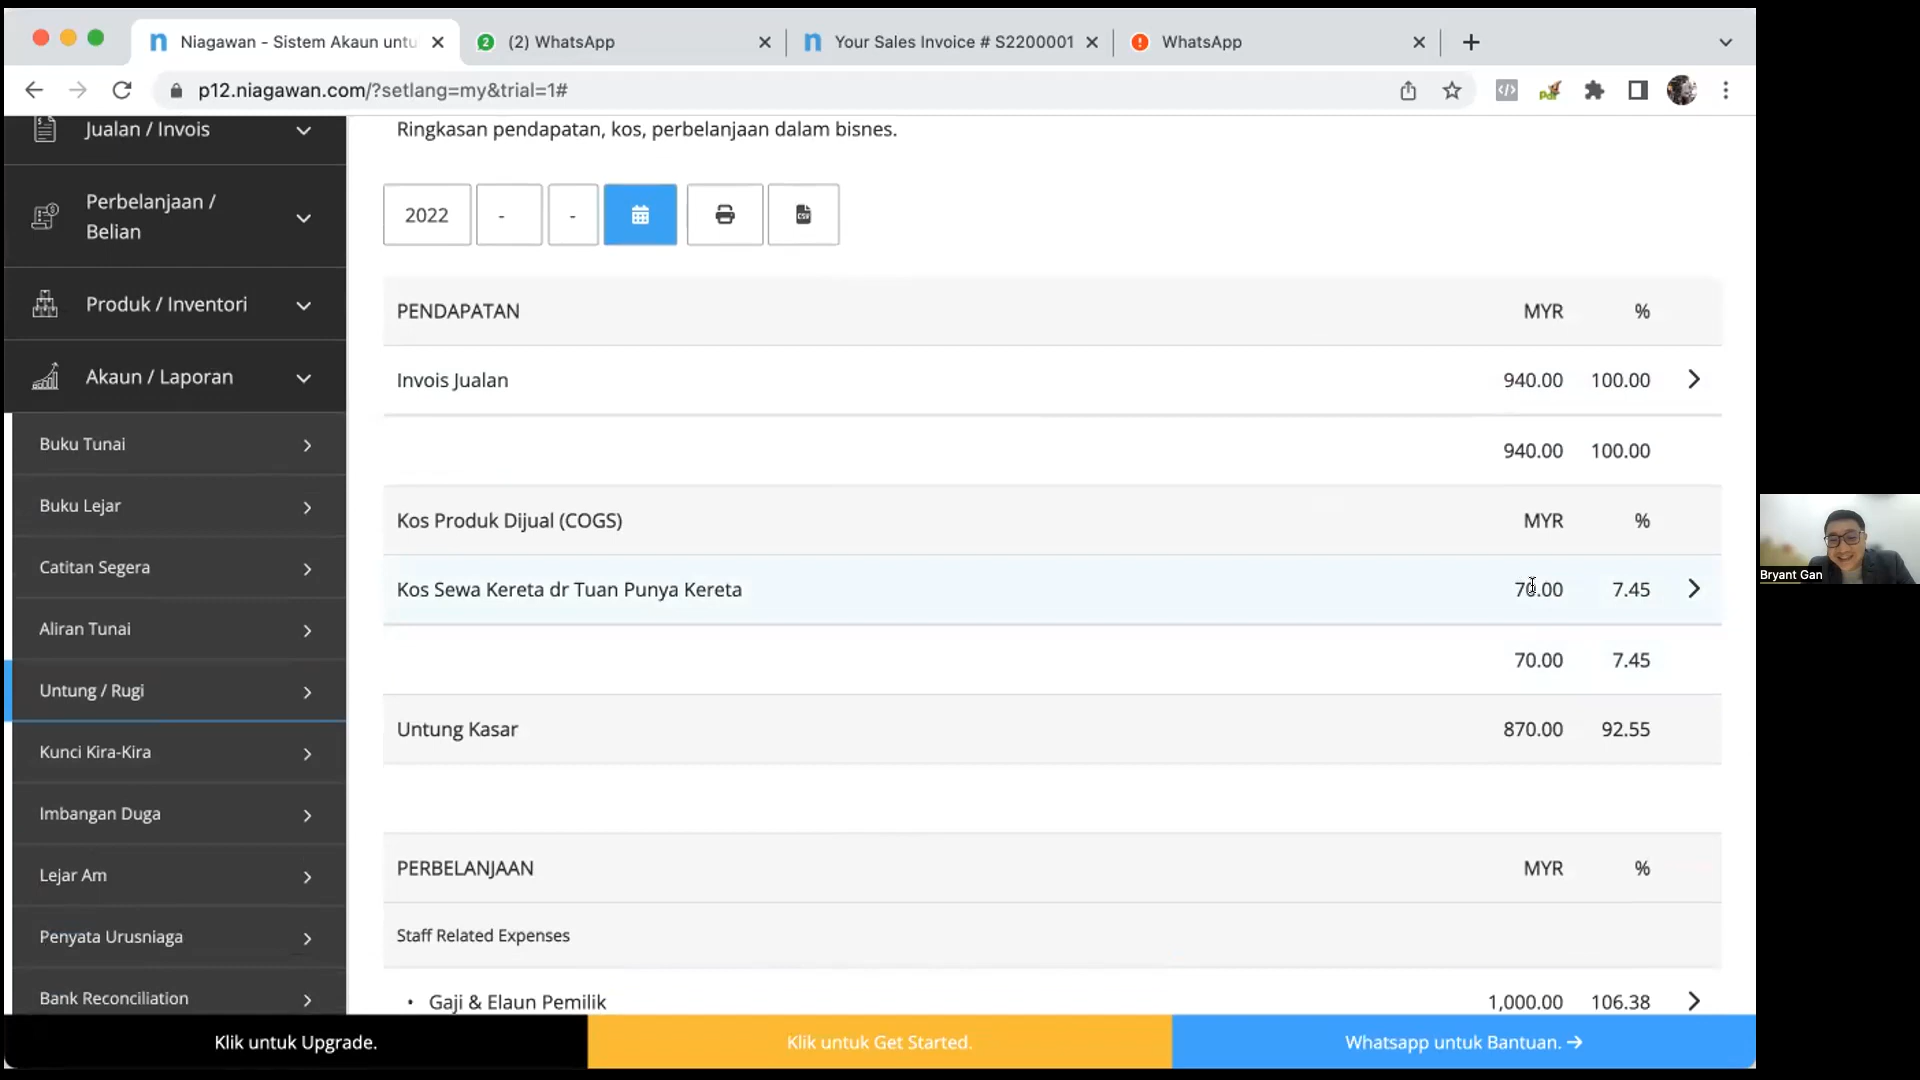 Niagawan - Sistem Akaun untu
2
(2) WhatsApp
Your Sales Invoice # S2200001
WhatsApp
p12.niagawan.com/?setlang=my&trial=1#
Jualan / Invois
Perbelanjaan /
Belian
Produk / Inventori
Akaun / Laporan
Buku Tunai
Buku Lejar
Catitan Segera
Aliran Tunai
Untung / Rugi
Kunci Kira-Kira
Imbangan Duga
Lejar Am
Penyata Urusniaga
Bank Reconciliation
Ringkasan pendapatan, kos, perbelanjaan dalam bisnes.
2022 - -
CSV
PENDAPATAN MYR %
Invois Jualan 940.00 100.00
940.00 100.00
Kos Produk Dijual (COGS) MYR %
Kos Sewa Kereta dr Tuan Punya Kereta 70.00 7.45
70.00 7.45
Untung Kasar 870.00 92.55
PERBELANJAAN MYR %
Staff Related Expenses
• Gaji & Elaun Pemilik 1,000.00 106.38
Klik untuk Upgrade.
Klik untuk Get Started.
Whatsapp untuk Bantuan. →
Bryant Gan